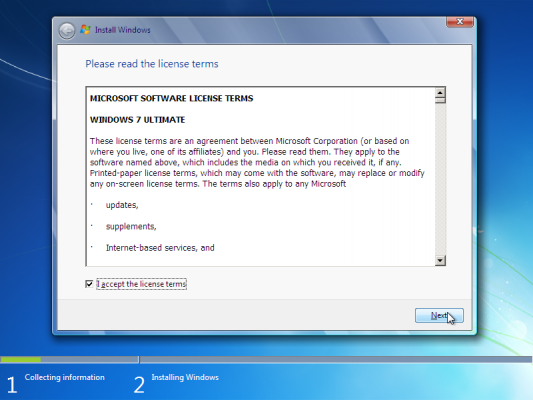 Install Windows
Please read the license terms
MICROSOFT SOFTWARE LICENSE TERMS
WINDOWS 7 ULTIMATE
These license terms are an agreement between Microsoft Corporation (or based on
where you live, one of its affiliates) and you. Please read them. They apply to the
software named above, which includes the media on which you received it, if any.
Printed-paper license terms, which may come with the software, may replace or modify
any on-screen license terms. The terms also apply to any Microsoft
· updates,
· supplements,
· Internet-based services, and
I accept the license terms
Next
1 Collecting information
2 Installing Windows